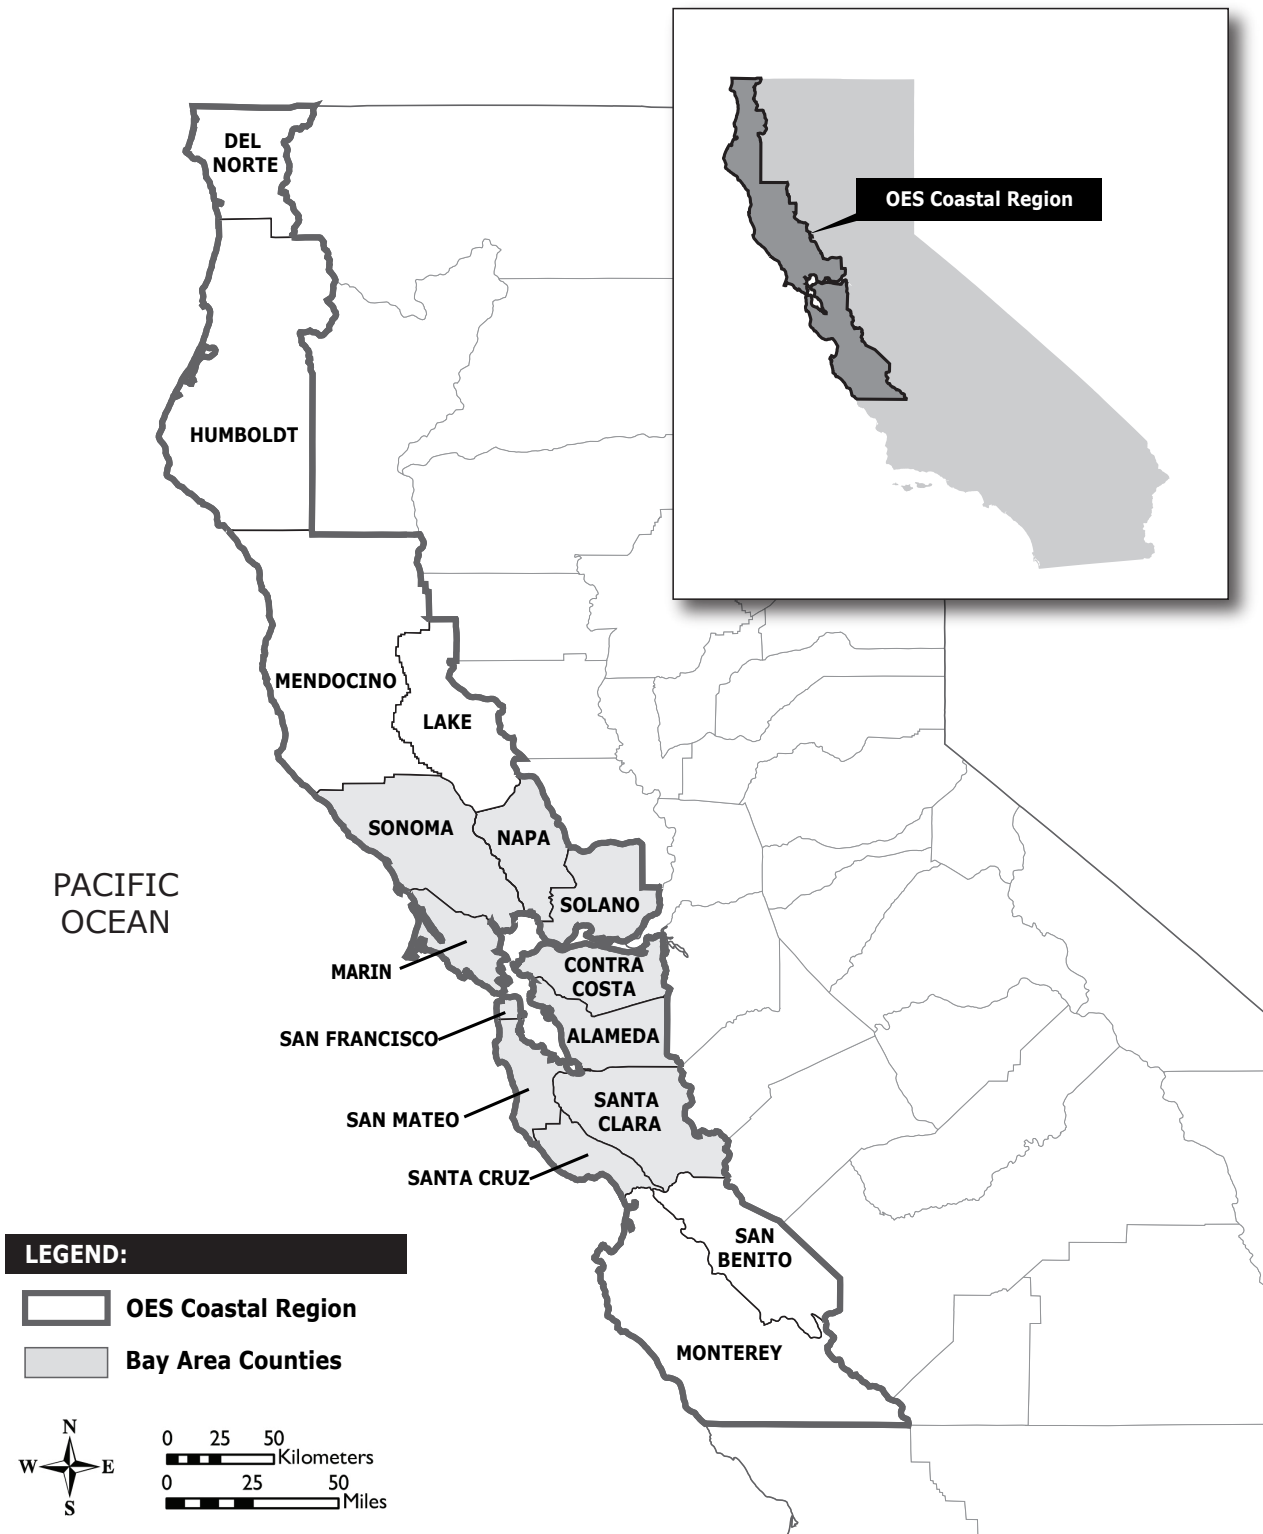 DEL
NORTE
OES Coastal Region
HUMBOLDT
MENDOCINO
LAKE
SONOMA
NAPA
PACIFIC
OCEAN
SOLANO
MARIN
CONTRA
COSTA
SAN FRANCISCO
ALAMEDA
SAN MATEO
SANTA
CLARA
SANTA CRUZ
SAN
BENITO
MONTEREY
LEGEND:
OES Coastal Region
Bay Area Counties
N
W E
S
0 25 50
Kilometers
0 25 50
Miles